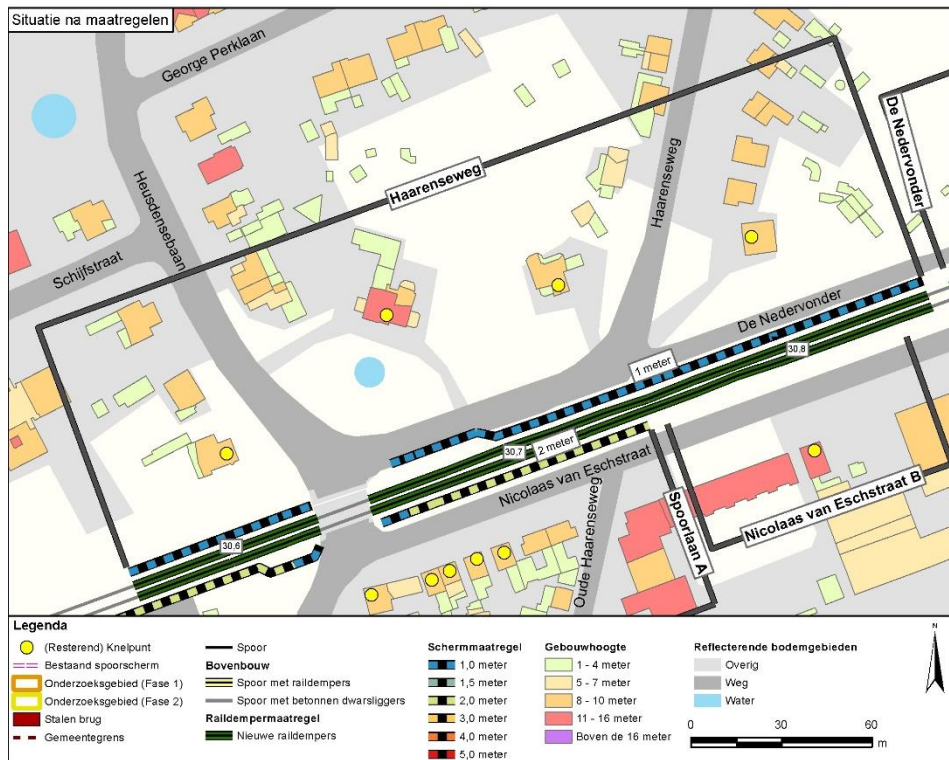 Situatie na maatregelen
George Perklaan
De Nedervonder
Haarenseweg
Haarenseweg
Heusdensebaan
Schijfstraat
De Nedervonder
30,8
1 meter
30,7
2 meter
Nicolaas van Eschstraat
30,6
Oude Haarenseweg
Spoorlaan A
Nicolaas van Eschstraat B
Legenda
(Resterend) Knelpunt
Bestaand spoorscherm
Onderzoeksgebied (Fase 1)
Onderzoeksgebied (Fase 2)
Stalen brug
Gemeentegrens
Spoor
Bovenbouw
Spoor met raildempers
Spoor met betonnen dwarsliggers
Raildempermaatregel
Nieuwe raildempers
Schermmaatregel
1,0 meter
1,5 meter
2,0 meter
3,0 meter
4,0 meter
5,0 meter
Gebouwhoogte
1 - 4 meter
5 - 7 meter
8 - 10 meter
11 - 16 meter
Boven de 16 meter
Reflecterende bodemgebieden
Overig
Weg
Water
N
0 30 60
m